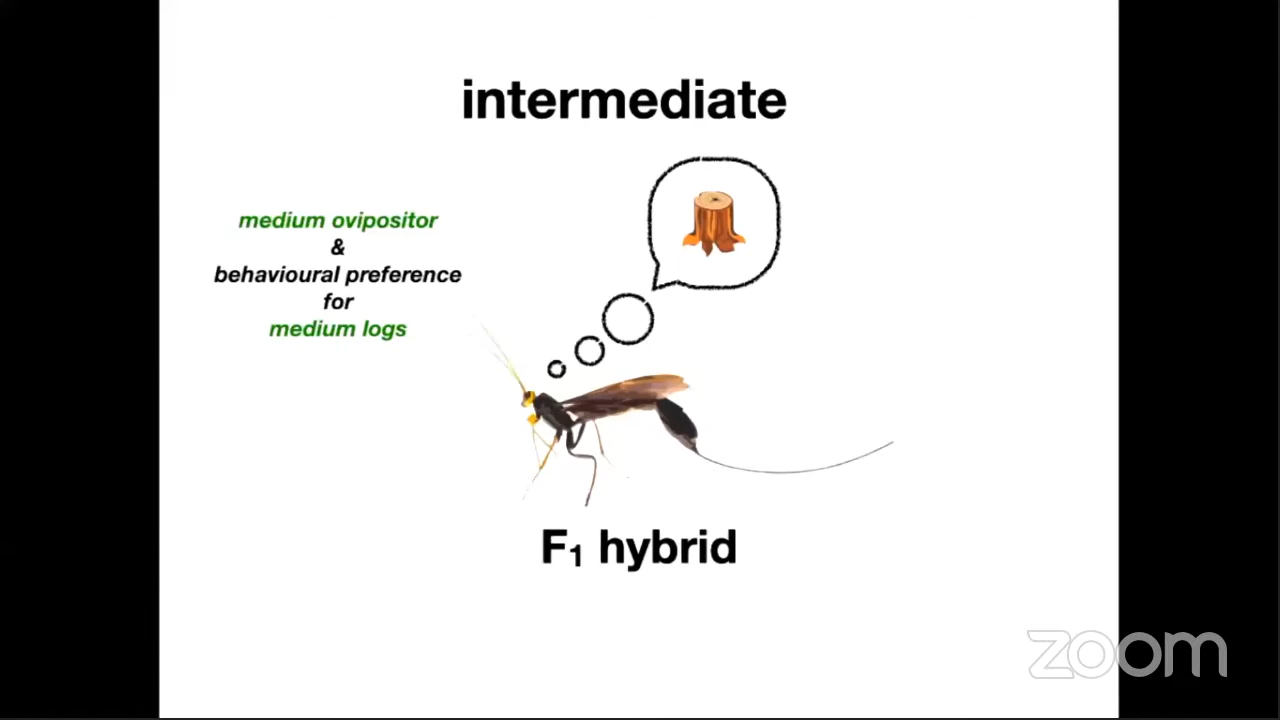 intermediate
medium ovipositor
&
behavioural preference
for
medium logs
F₁ hybrid
zoom